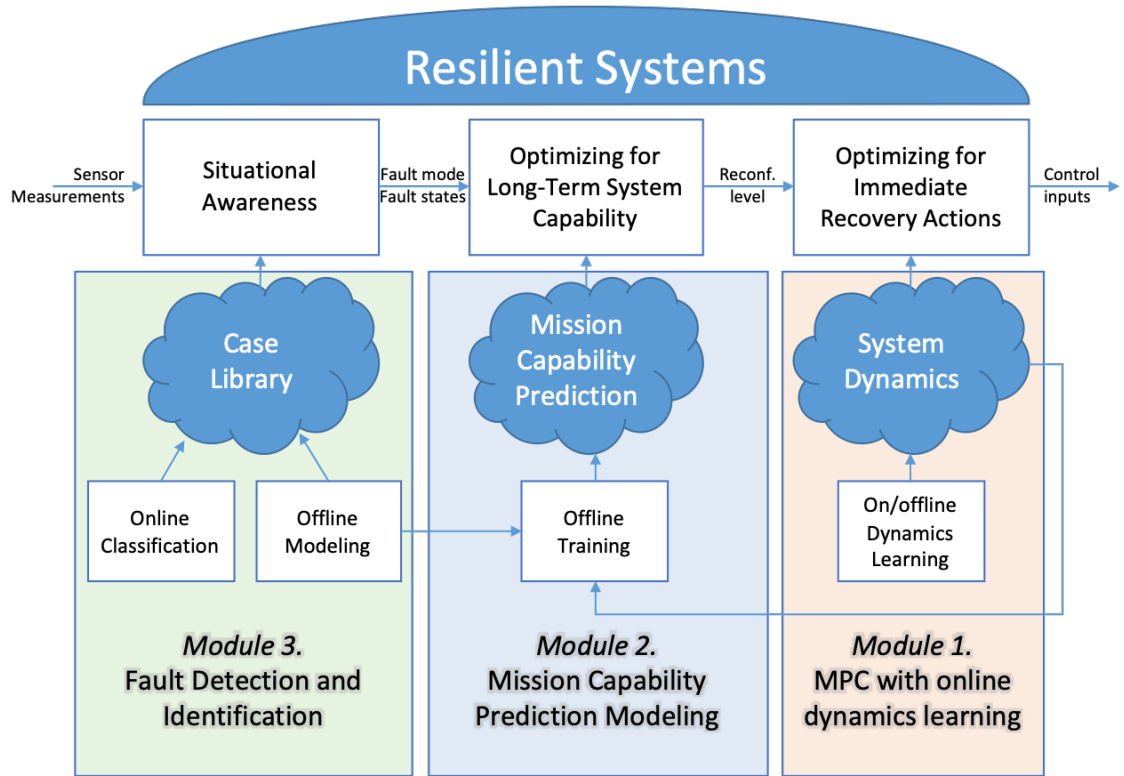 Resilient Systems
Sensor
Measurements
Situational
Awareness
Fault mode
Fault states
Optimizing for
Long-Term System
Capability
Reconf.
level
Optimizing for
Immediate
Recovery Actions
Control
inputs
Case
Library
Mission
Capability
Prediction
System
Dynamics
Online
Classification
Offline
Modeling
Offline
Training
On/offline
Dynamics
Learning
Module 3.
Fault Detection and
Identification
Module 2.
Mission Capability
Prediction Modeling
Module 1.
MPC with online
dynamics learning